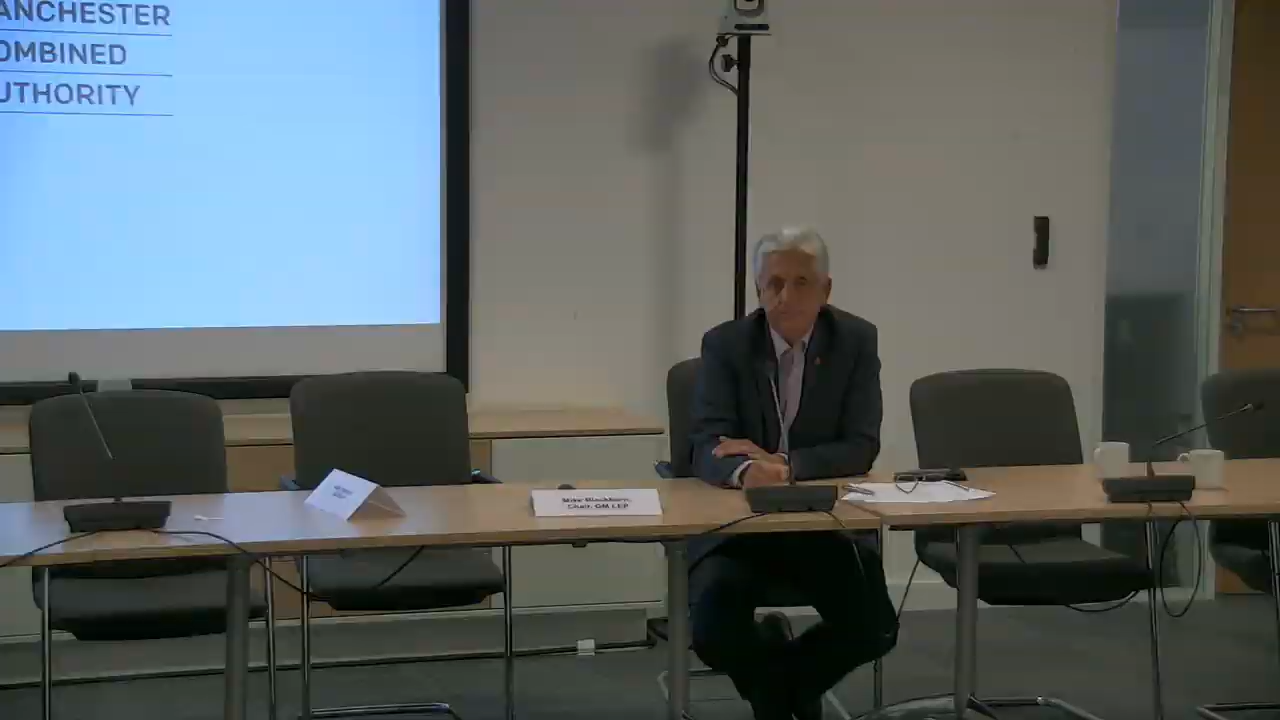 ANCHESTER
OMBINED
UTHORITY
Mike Blackburn,
Chair, GM LEP